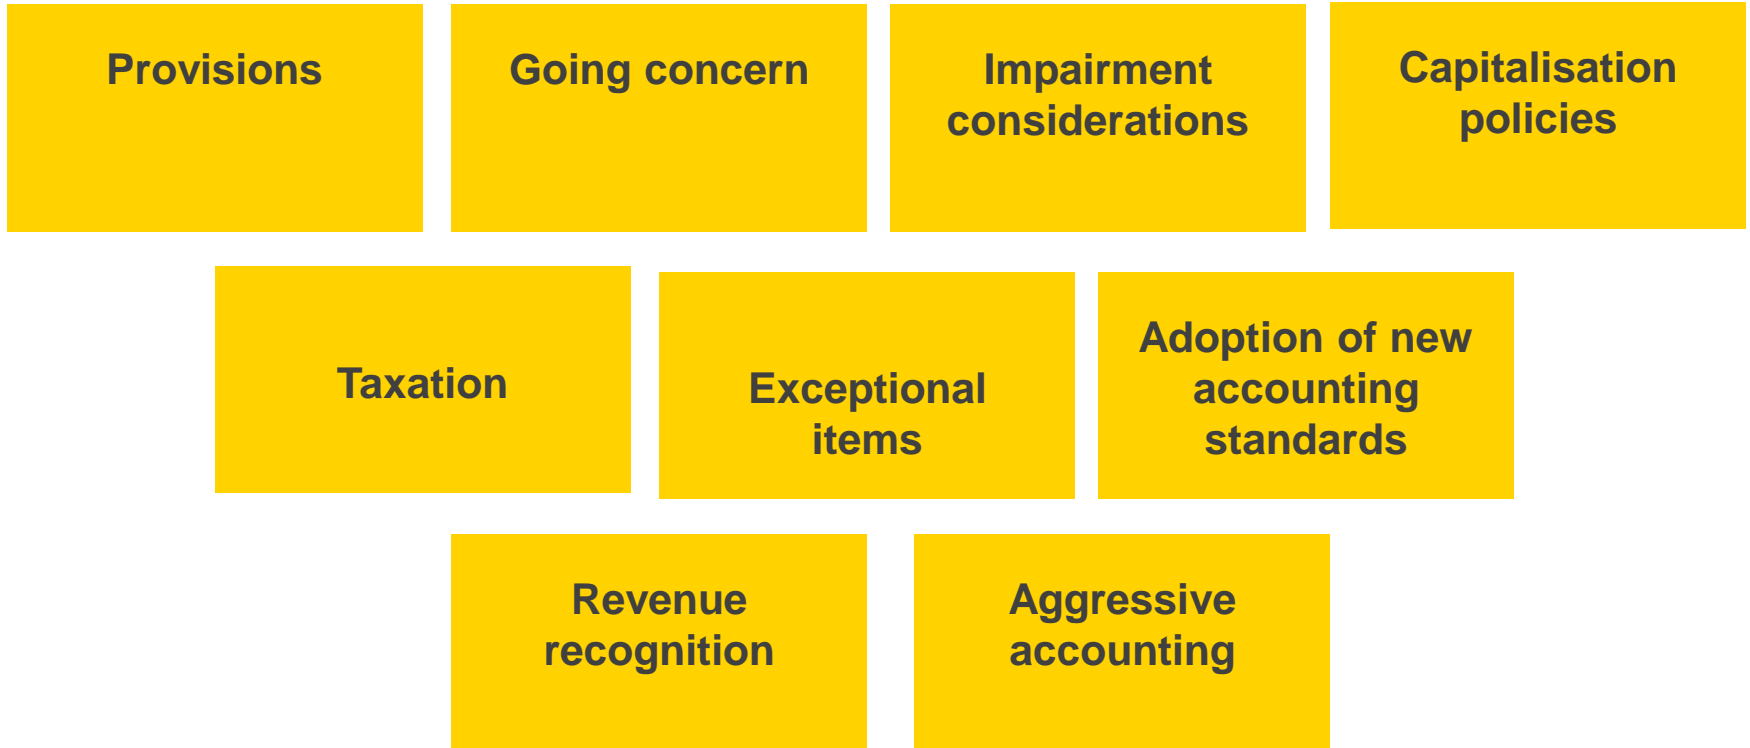 Provisions
Going concern
Impairment
considerations
Capitalisation
policies
Taxation
Exceptional
items
Adoption of new
accounting
standards
Revenue
recognition
Aggressive
accounting